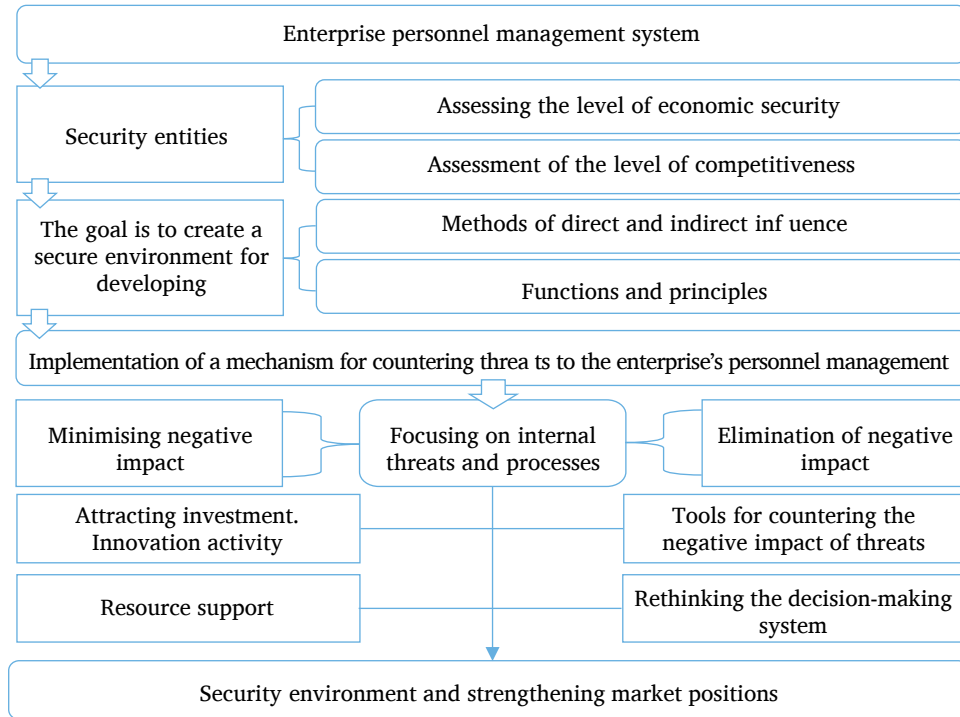 Enterprise personnel management system
Security entities
Assessing the level of economic security
Assessment of the level of competitiveness
The goal is to create a
secure environment for
developing
Methods of direct and indirect inf uence
Functions and principles
Implementation of a mechanism for countering threa ts to the enterprise's personnel management
Minimising negative
impact
Focusing on internal
threats and processes
Elimination of negative
impact
Attracting investment.
Innovation activity
Tools for countering the
negative impact of threats
Resource support
Rethinking the decision-making
system
Security environment and strengthening market positions